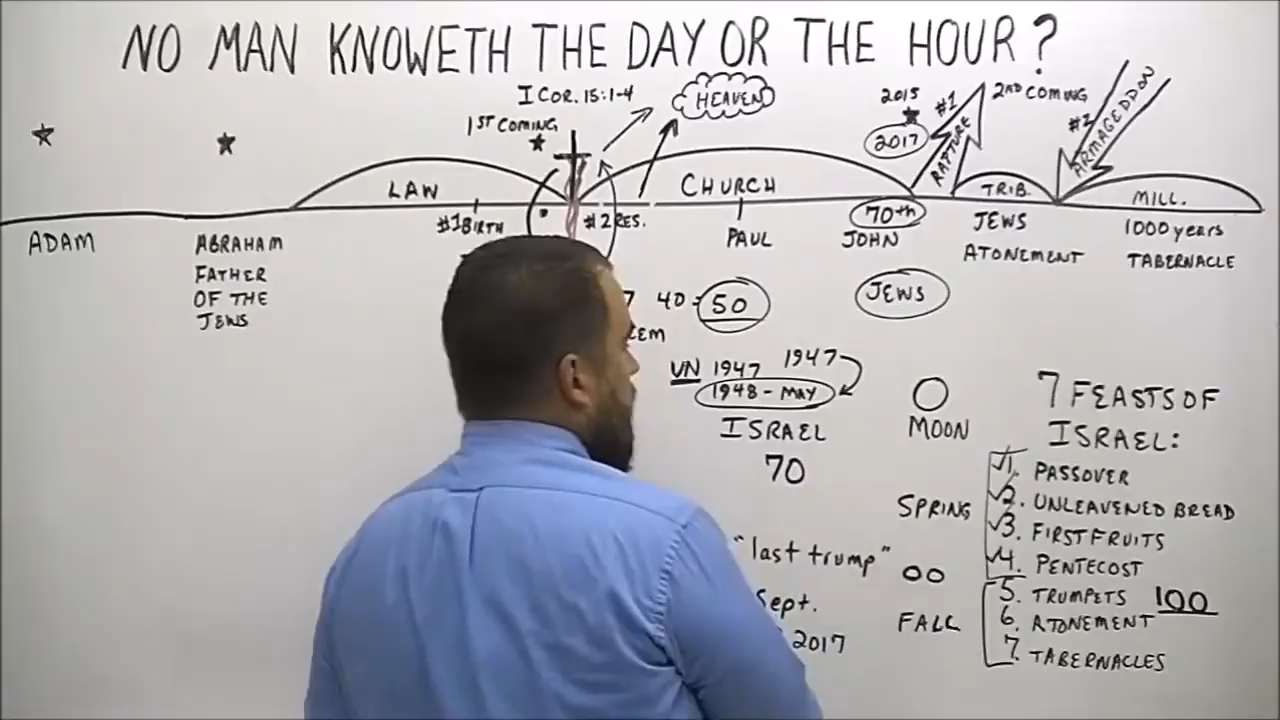 NO MAN KNOWETH THE DAY OR THE HOUR?
I COR. 15:1-4
HEAVEN
1ST COMING
2015
2017
#1
RAPTURE
2ND COMING
#2
ARMAGEDDON
LAW
CHURCH
TRIB.
MILL.
#1 BIRTH
#2 RES.
PAUL
70th
JOHN
JEWS
ATONEMENT
1000 years
TABERNACLE
ADAM
ABRAHAM
FATHER
OF THE
JEWS
7 40 = 50
JEWS
UN 1947 1947
1948 - MAY
ISRAEL
70
MOON
7 FEASTS OF
ISRAEL:
SPRING
1. PASSOVER
2. UNLEAVENED BREAD
3. FIRSTFRUITS
4. PENTECOST
5. TRUMPETS 100
6. ATONEMENT
7. TABERNACLES
FALL
"last trump"
Sept.
2017